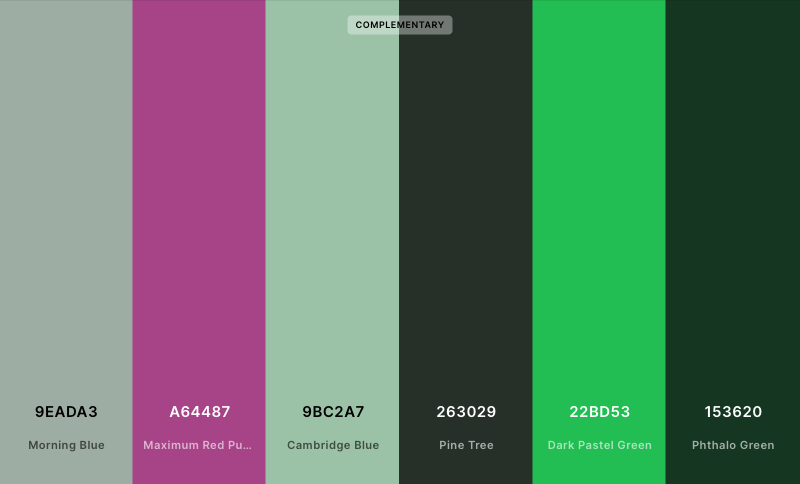 COMPLEMENTARY
9EADA3 A64487 9BC2A7 263029 22BD53 153620
Morning Blue Maximum Red Pu... Cambridge Blue Pine Tree Dark Pastel Green Phthalo Green